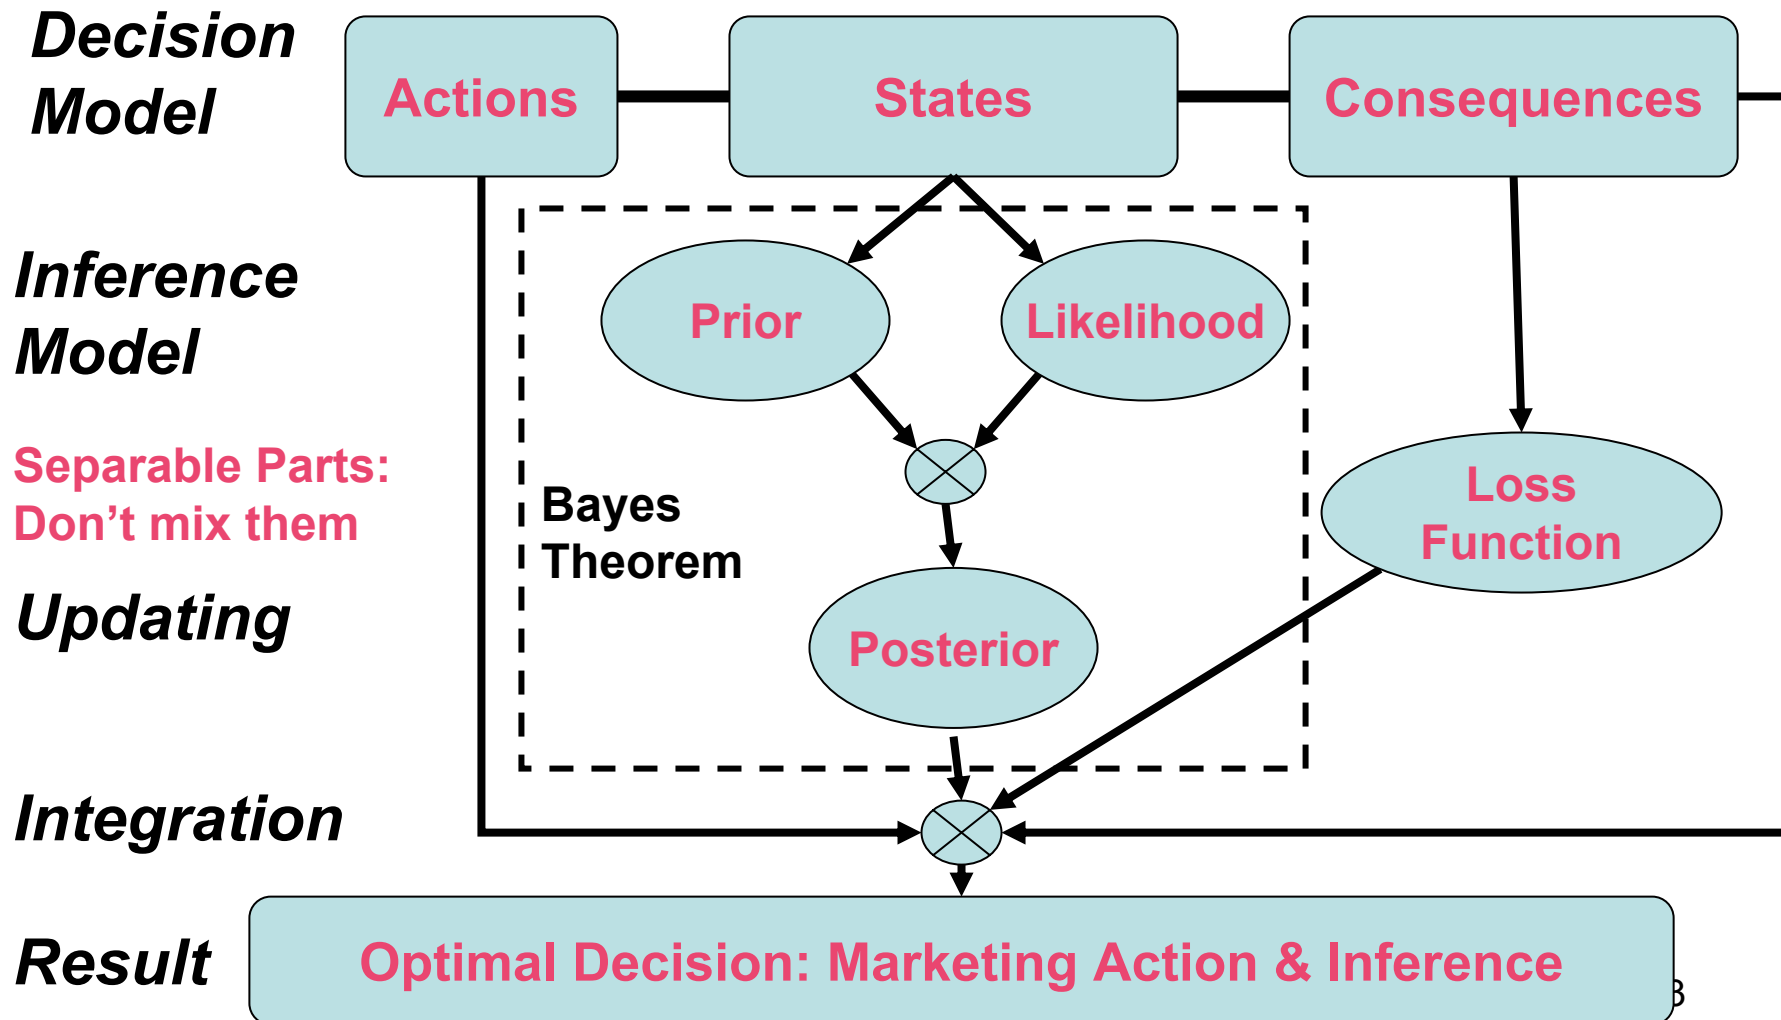 Decision
Model
Actions
States
Consequences
Inference
Model
Prior
Likelihood
Separable Parts:
Don't mix them
Bayes
Theorem
Loss
Function
Updating
Posterior
Integration
Result
Optimal Decision: Marketing Action & Inference